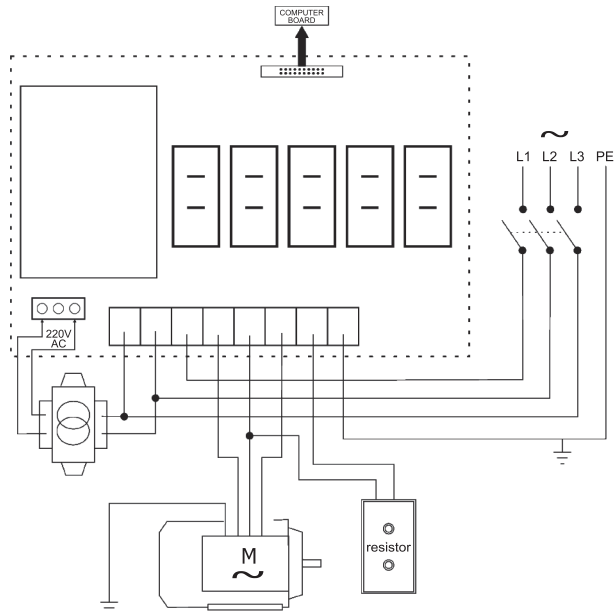 COMPUTER
BOARD
~
L1 L2 L3 PE
220V
AC
M
~
resistor